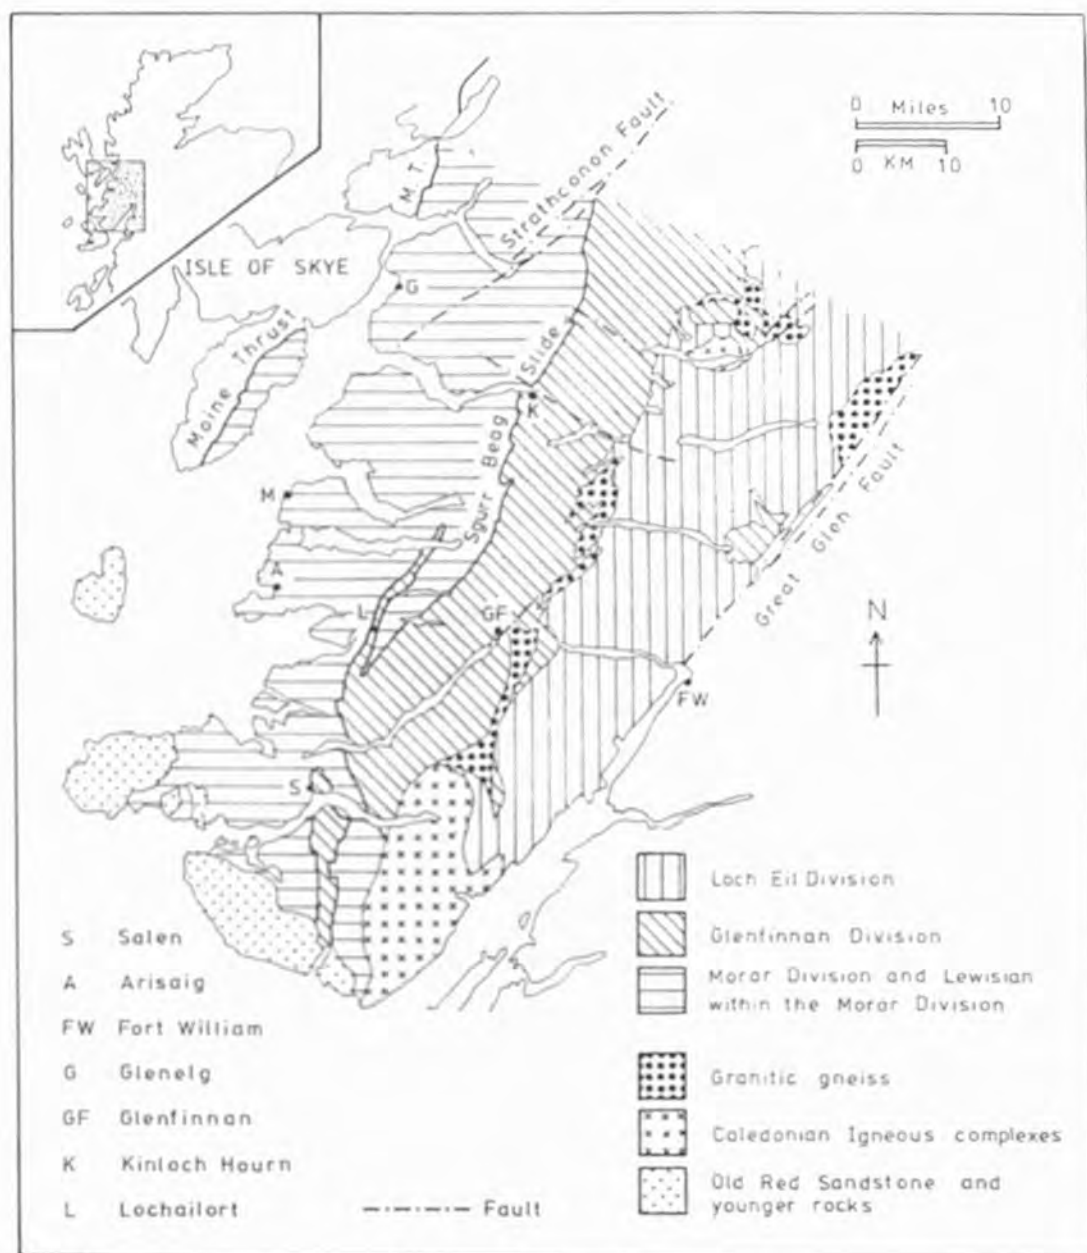 0 Miles 10
0 KM 10
Strathconon Fault
M. T.
ISLE OF SKYE
G
Moine Thrust
Sgurr Beag Slide
K
M
A
L
GF
Great Glen Fault
N
FW
S
Loch Eil Division
Glenfinnan Division
Morar Division and Lewisian
within the Morar Division
Granitic gneiss
Caledonian Igneous complexes
Old Red Sandstone and
younger rocks
S Salen
A Arisaig
FW Fort William
G Glenelg
GF Glenfinnan
K Kinloch Hourn
L Lochailort
Fault